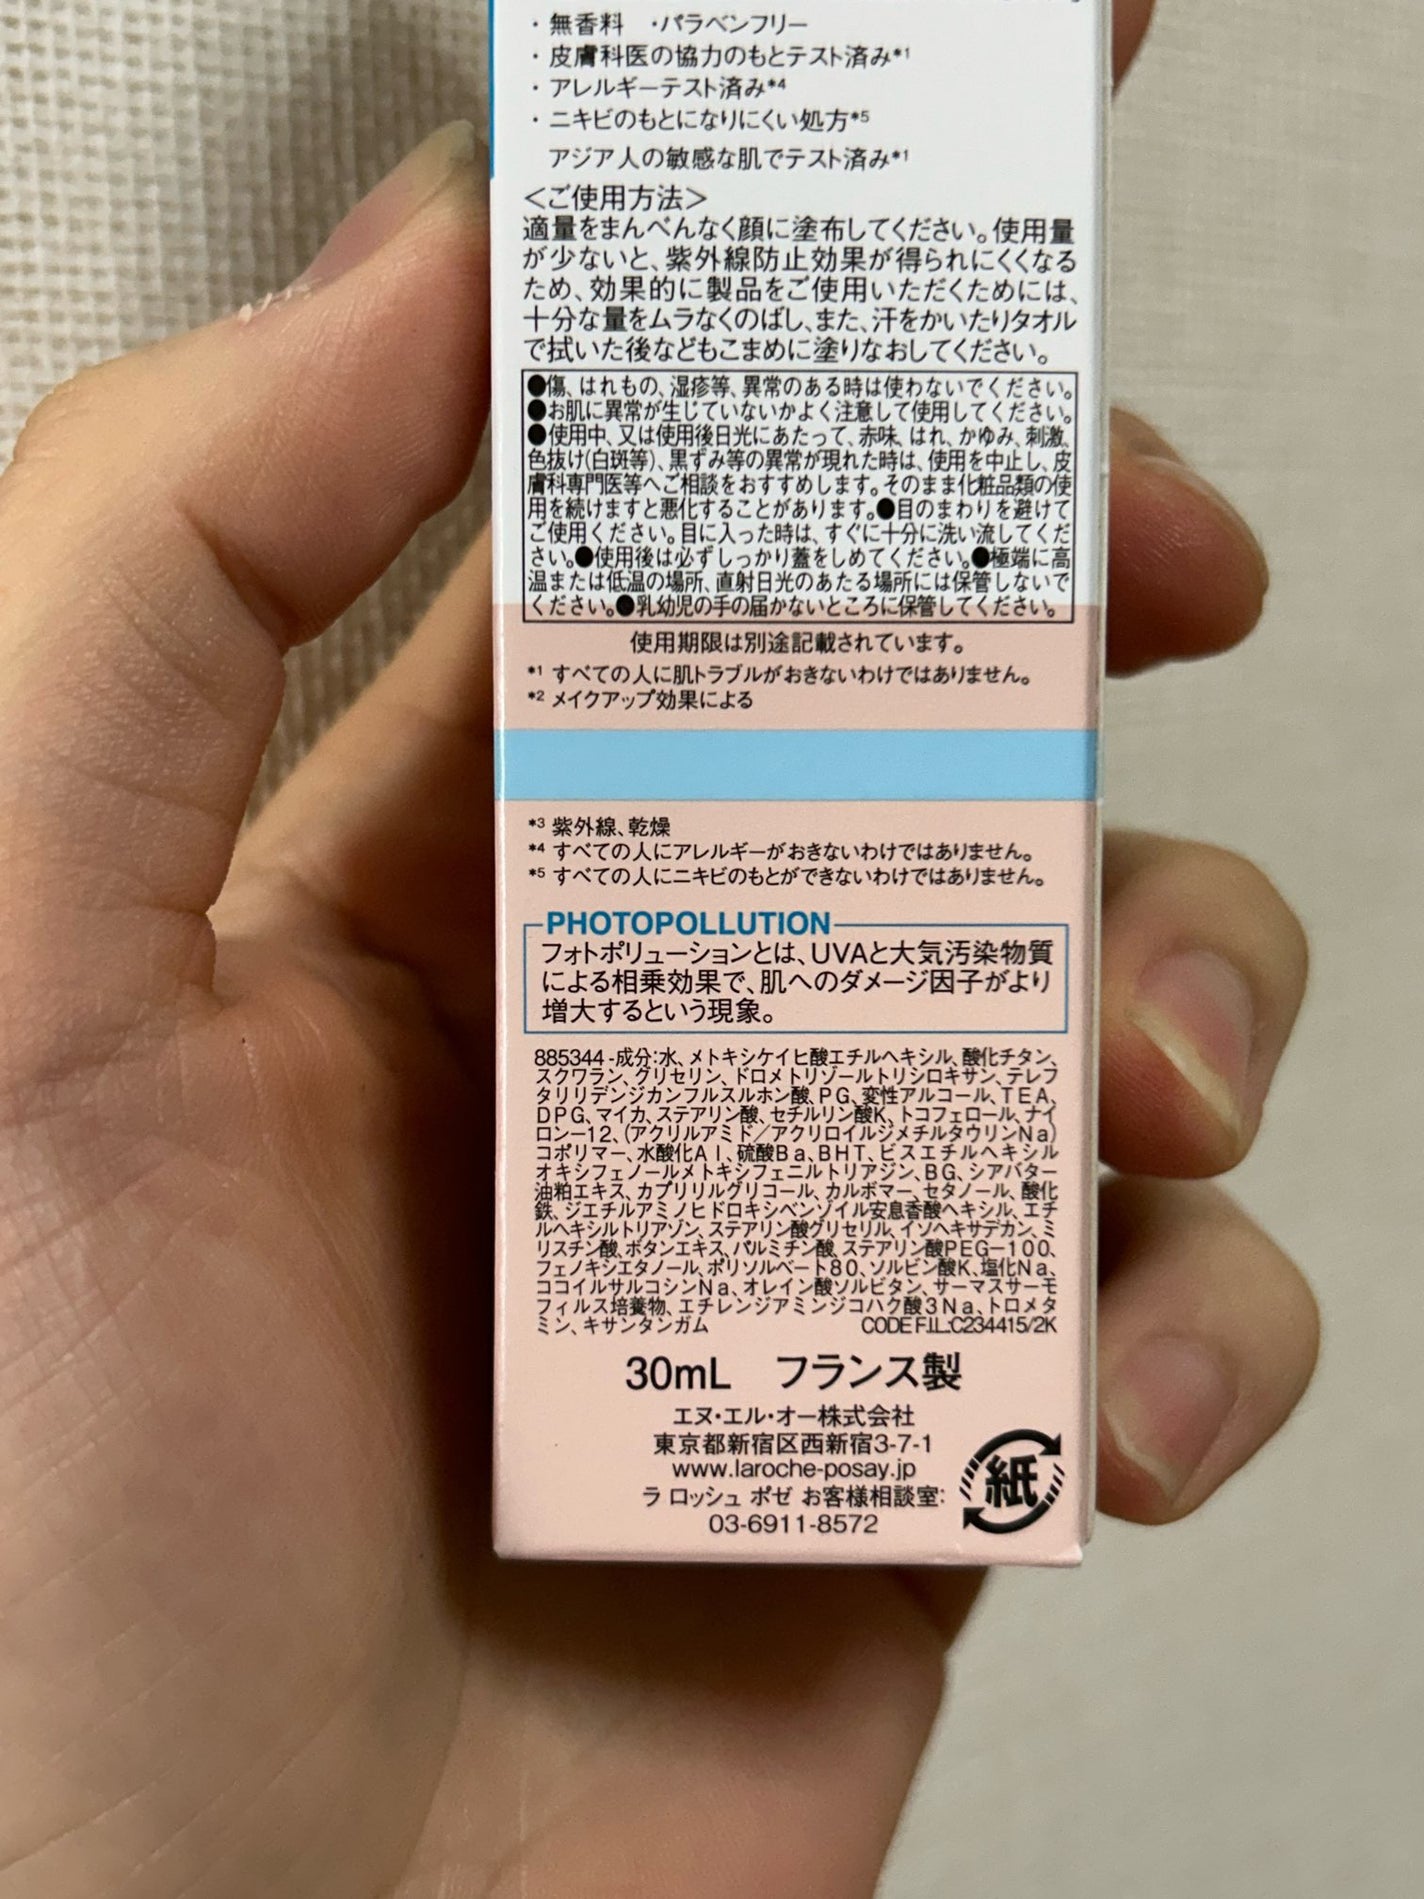 ・無香料　・パラベンフリー
・皮膚科医の協力のもとテスト済み*1
・アレルギーテスト済み*4
・ニキビのもとになりにくい処方*5
アジア人の敏感な肌でテスト済み*1
＜ご使用方法＞
適量をまんべんなく顔に塗布してください。使用量
が少ないと、紫外線防止効果が得られにくくなる
ため、効果的に製品をご使用いただくためには、
十分な量をムラなくのばし、また、汗をかいたりタオル
で拭いた後などもこまめに塗りなおしてください。
●傷、はれもの、湿疹等、異常のある時は使わないでください。
●お肌に異常が生じていないかよく注意して使用してください。
●使用中、又は使用後日光にあたって、赤味、はれ、かゆみ、刺激、
色抜け(白斑等)、黒ずみ等の異常が現れた時は、使用を中止し、皮
膚科専門医等へご相談をおすすめします。そのまま化粧品類の使
用を続けますと悪化することがあります。●目のまわりを避けて
ご使用ください。目に入った時は、すぐに十分に洗い流してくだ
さい。●使用後は必ずしっかり蓋をしめてください。●極端に高
温または低温の場所、直射日光のあたる場所には保管しないで
ください。●乳幼児の手の届かないところに保管してください。
使用期限は別途記載されています。
*1 すべての人に肌トラブルがおきないわけではありません。
*2 メイクアップ効果による
*3 紫外線、乾燥
*4 すべての人にアレルギーがおきないわけではありません。
*5 すべての人にニキビのもとができないわけではありません。
PHOTOPOLLUTION
フォトポリューションとは、UVAと大気汚染物質
による相乗効果で、肌へのダメージ因子がより
増大するという現象。
885344 -成分：水、メトキシケイヒ酸エチルヘキシル、酸化チタン、
スクワラン、グリセリン、ドロメトリゾールトリシロキサン、テレフ
タリリデンジカンフルスルホン酸、PG、変性アルコール、TEA、
DPG、マイカ、ステアリン酸、セチルリン酸K、トコフェロール、ナイ
ロン－12、(アクリルアミド／アクリロイルジメチルタウリンNa)
コポリマー、水酸化Al、硫酸Ba、BHT、ビスエチルヘキシル
オキシフェノールメトキシフェニルトリアジン、BG、シアバター
油粕エキス、カプリリルグリコール、カルボマー、セタノール、酸化
鉄、ジエチルアミノヒドロキシベンゾイル安息香酸ヘキシル、エチ
ルヘキシルトリアゾン、ステアリン酸グリセリル、イソヘキサデカン、ミ
リスチン酸、ボタンエキス、パルミチン酸、ステアリン酸PEG－100、
フェノキシエタノール、ポリソルベート80、ソルビン酸K、塩化Na、
ココイルサルコシンNa、オレイン酸ソルビタン、サーマスサーモ
フィルス培養物、エチレンジアミンジコハク酸3Na、トロメタ
ミン、キサンタンガム CODE F.I.L.:C234415/2K
30mL　フランス製
エヌ・エル・オー株式会社
東京都新宿区西新宿3-7-1
www.laroche-posay.jp
ラ ロッシュ ポゼ お客様相談室：
03-6911-8572
紙